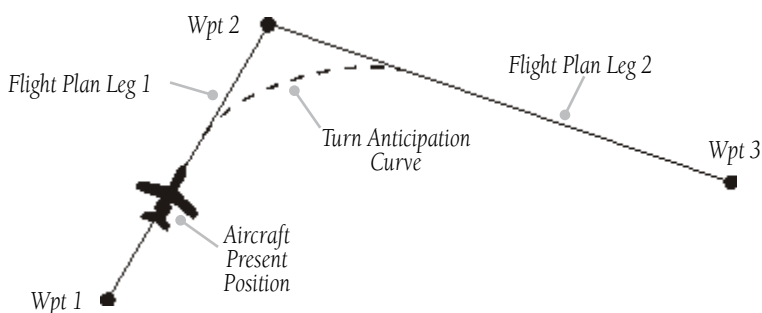 Wpt 2
Flight Plan Leg 1
Flight Plan Leg 2
Turn Anticipation
Curve
Wpt 3
Aircraft
Present
Position
Wpt 1